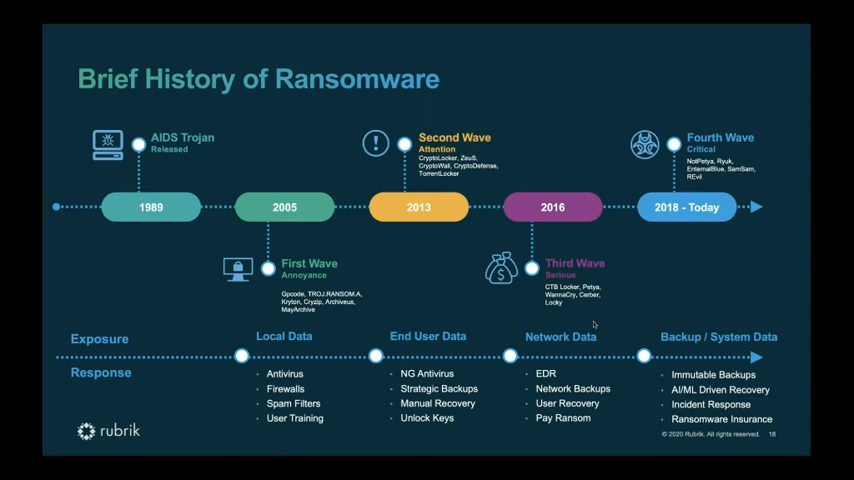 Brief History of Ransomware
AIDS Trojan
Released
Second Wave
Attention
CryptoLocker, ZeuS,
CryptoWall, CryptoDefense,
TorrentLocker
Fourth Wave
Critical
NotPetya, Ryuk,
EnternalBlue, SamSam,
REvil
1989
2005
2013
2016
2018 - Today
First Wave
Annoyance
Gpcode, TROJ.RANSOM.A,
Kryton, Cryzip, Archiveus,
MayArchive
Third Wave
Serious
CTB Locker, Petya,
WannaCry, Cerber,
Locky
Exposure
Local Data
End User Data
Network Data
Backup / System Data
Response
Antivirus
Firewalls
Spam Filters
User Training
NG Antivirus
Strategic Backups
Manual Recovery
Unlock Keys
EDR
Network Backups
User Recovery
Pay Ransom
Immutable Backups
AI/ML Driven Recovery
Incident Response
Ransomware Insurance
rubrik
© 2020 Rubrik. All rights reserved. 18